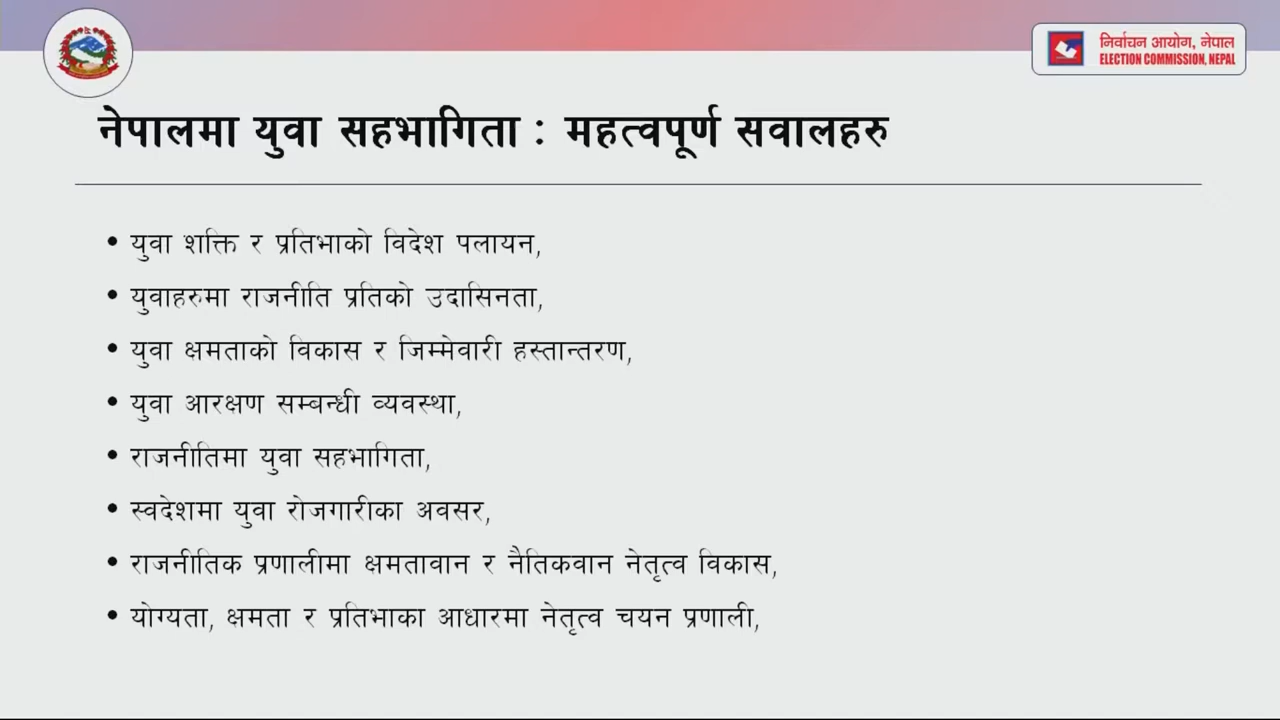 निर्वाचन आयोग, नेपाल
ELECTION COMMISSION, NEPAL
नेपालमा युवा सहभागिता : महत्वपूर्ण सवालहरु
• युवा शक्ति र प्रतिभाको विदेश पलायन,
• युवाहरुमा राजनीति प्रतिको उदासिनता,
• युवा क्षमताको विकास र जिम्मेवारी हस्तान्तरण,
• युवा आरक्षण सम्बन्धी व्यवस्था,
• राजनीतिमा युवा सहभागिता,
• स्वदेशमा युवा रोजगारीका अवसर,
• राजनीतिक प्रणालीमा क्षमतावान र नैतिकवान नेतृत्व विकास,
• योग्यता, क्षमता र प्रतिभाका आधारमा नेतृत्व चयन प्रणाली,